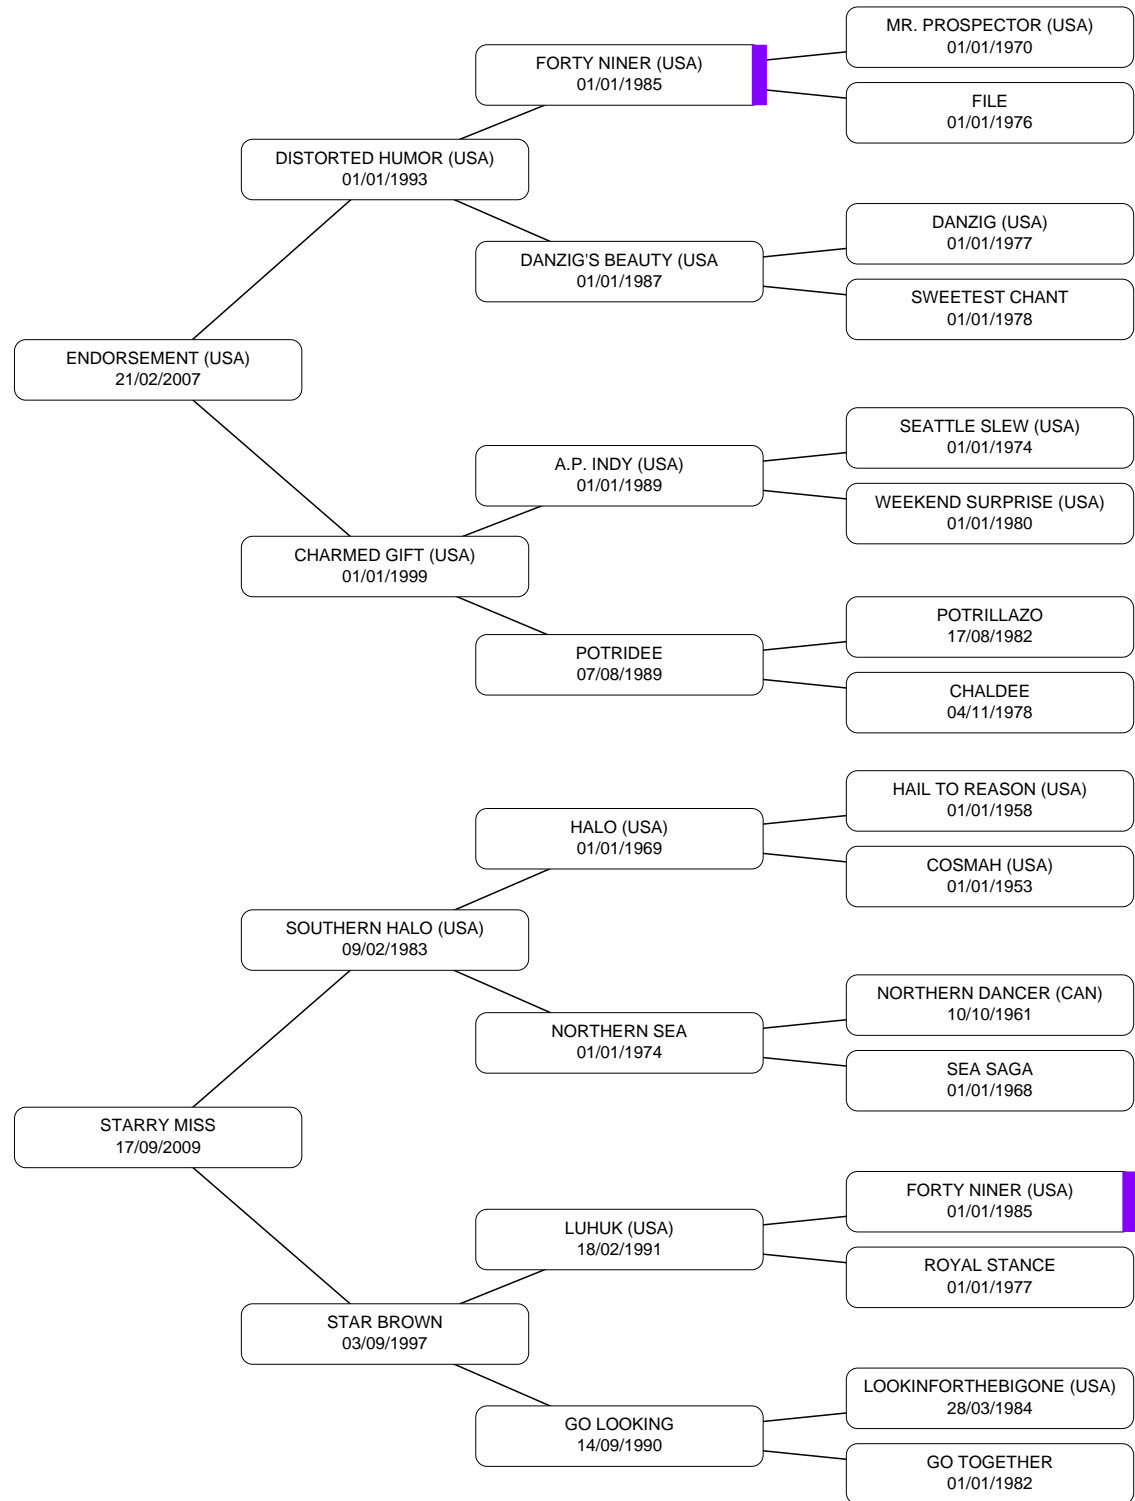 MR. PROSPECTOR (USA)
01/01/1970
FORTY NINER (USA)
01/01/1985
FILE
01/01/1976
DISTORTED HUMOR (USA)
01/01/1993
DANZIG (USA)
01/01/1977
DANZIG'S BEAUTY (USA
01/01/1987
SWEETEST CHANT
01/01/1978
ENDORSEMENT (USA)
21/02/2007
SEATTLE SLEW (USA)
01/01/1974
A.P. INDY (USA)
01/01/1989
WEEKEND SURPRISE (USA)
01/01/1980
CHARMED GIFT (USA)
01/01/1999
POTRILLAZO
17/08/1982
POTRIDEE
07/08/1989
CHALDEE
04/11/1978
HAIL TO REASON (USA)
01/01/1958
HALO (USA)
01/01/1969
COSMAH (USA)
01/01/1953
SOUTHERN HALO (USA)
09/02/1983
NORTHERN DANCER (CAN)
10/10/1961
NORTHERN SEA
01/01/1974
SEA SAGA
01/01/1968
STARRY MISS
17/09/2009
FORTY NINER (USA)
01/01/1985
LUHUK (USA)
18/02/1991
ROYAL STANCE
01/01/1977
STAR BROWN
03/09/1997
LOOKINFORTHEBIGONE (USA)
28/03/1984
GO LOOKING
14/09/1990
GO TOGETHER
01/01/1982